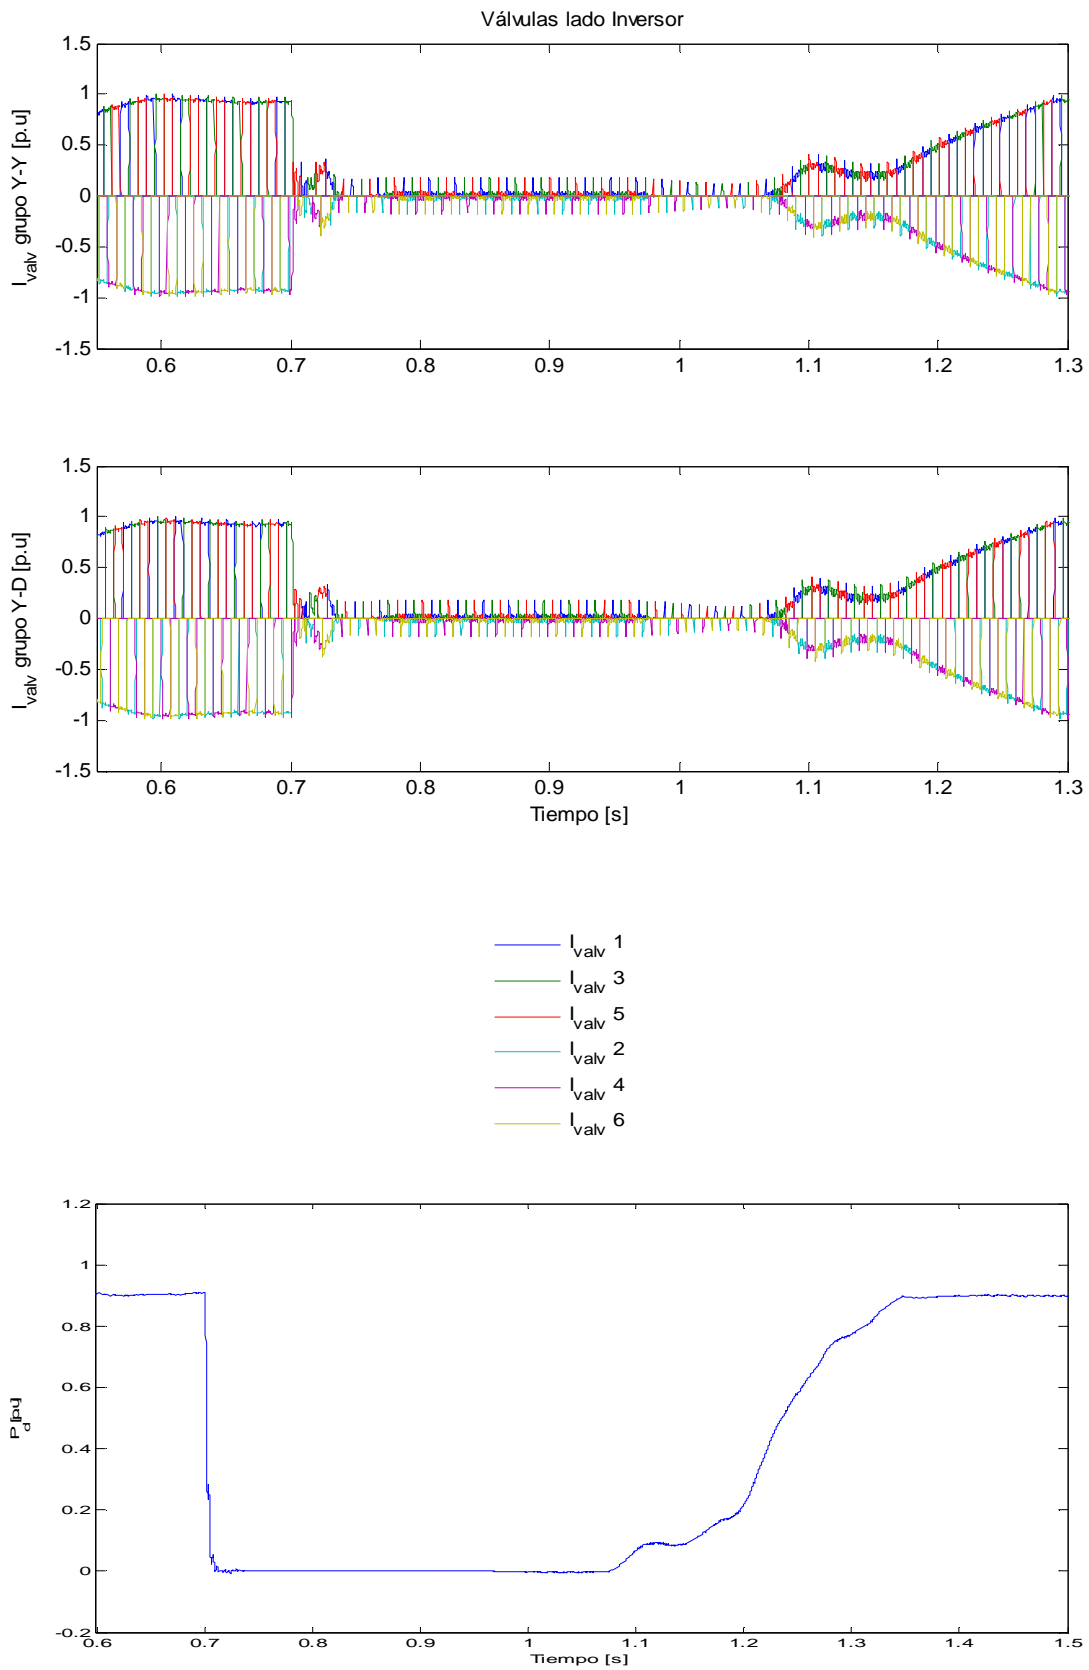 Válvulas lado Inversor
I_valv grupo Y-Y [p.u]
1.5
1
0.5
0
-0.5
-1
-1.5
0.6 0.7 0.8 0.9 1 1.1 1.2 1.3
I_valv grupo Y-D [p.u]
1.5
1
0.5
0
-0.5
-1
-1.5
0.6 0.7 0.8 0.9 1 1.1 1.2 1.3
Tiempo [s]
I_valv 1
I_valv 3
I_valv 5
I_valv 2
I_valv 4
I_valv 6
P_d [pu]
1.2
1
0.8
0.6
0.4
0.2
0
-0.2
0.6 0.7 0.8 0.9 1 1.1 1.2 1.3 1.4 1.5
Tiempo [s]